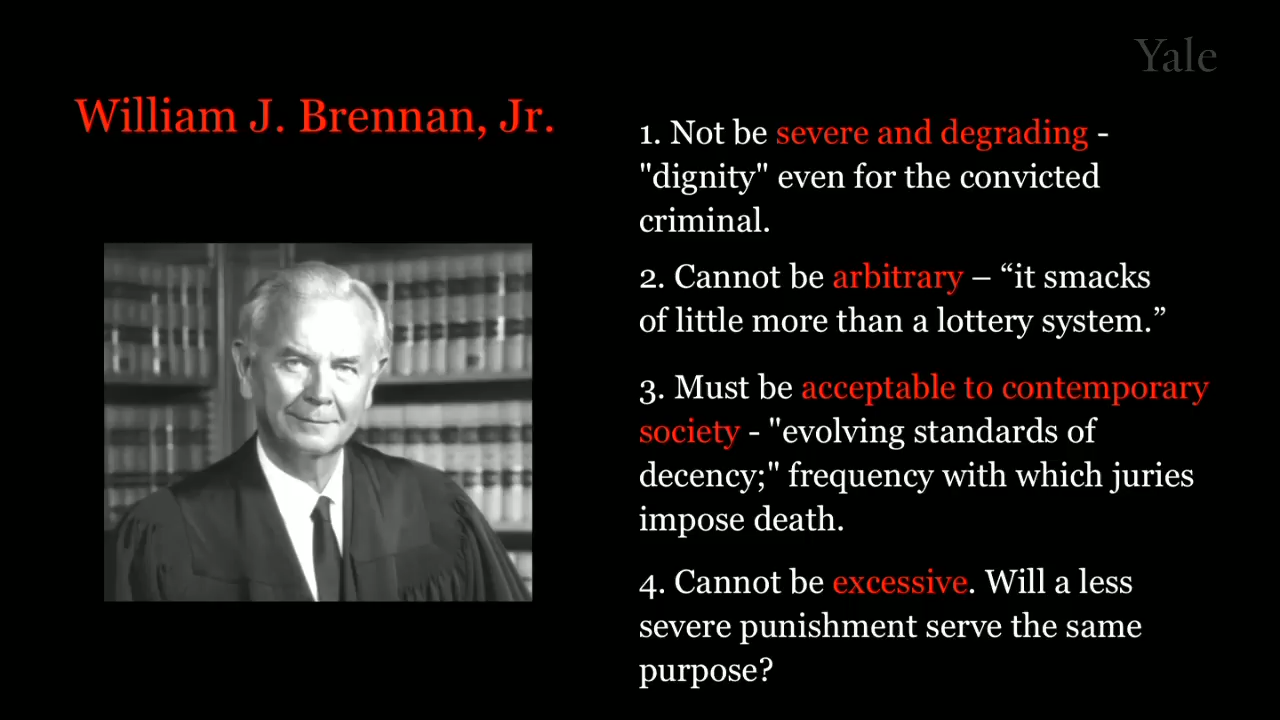 Yale
William J. Brennan, Jr.
1. Not be severe and degrading -
"dignity" even for the convicted
criminal.
2. Cannot be arbitrary – “it smacks
of little more than a lottery system.”
3. Must be acceptable to contemporary
society - "evolving standards of
decency;" frequency with which juries
impose death.
4. Cannot be excessive. Will a less
severe punishment serve the same
purpose?